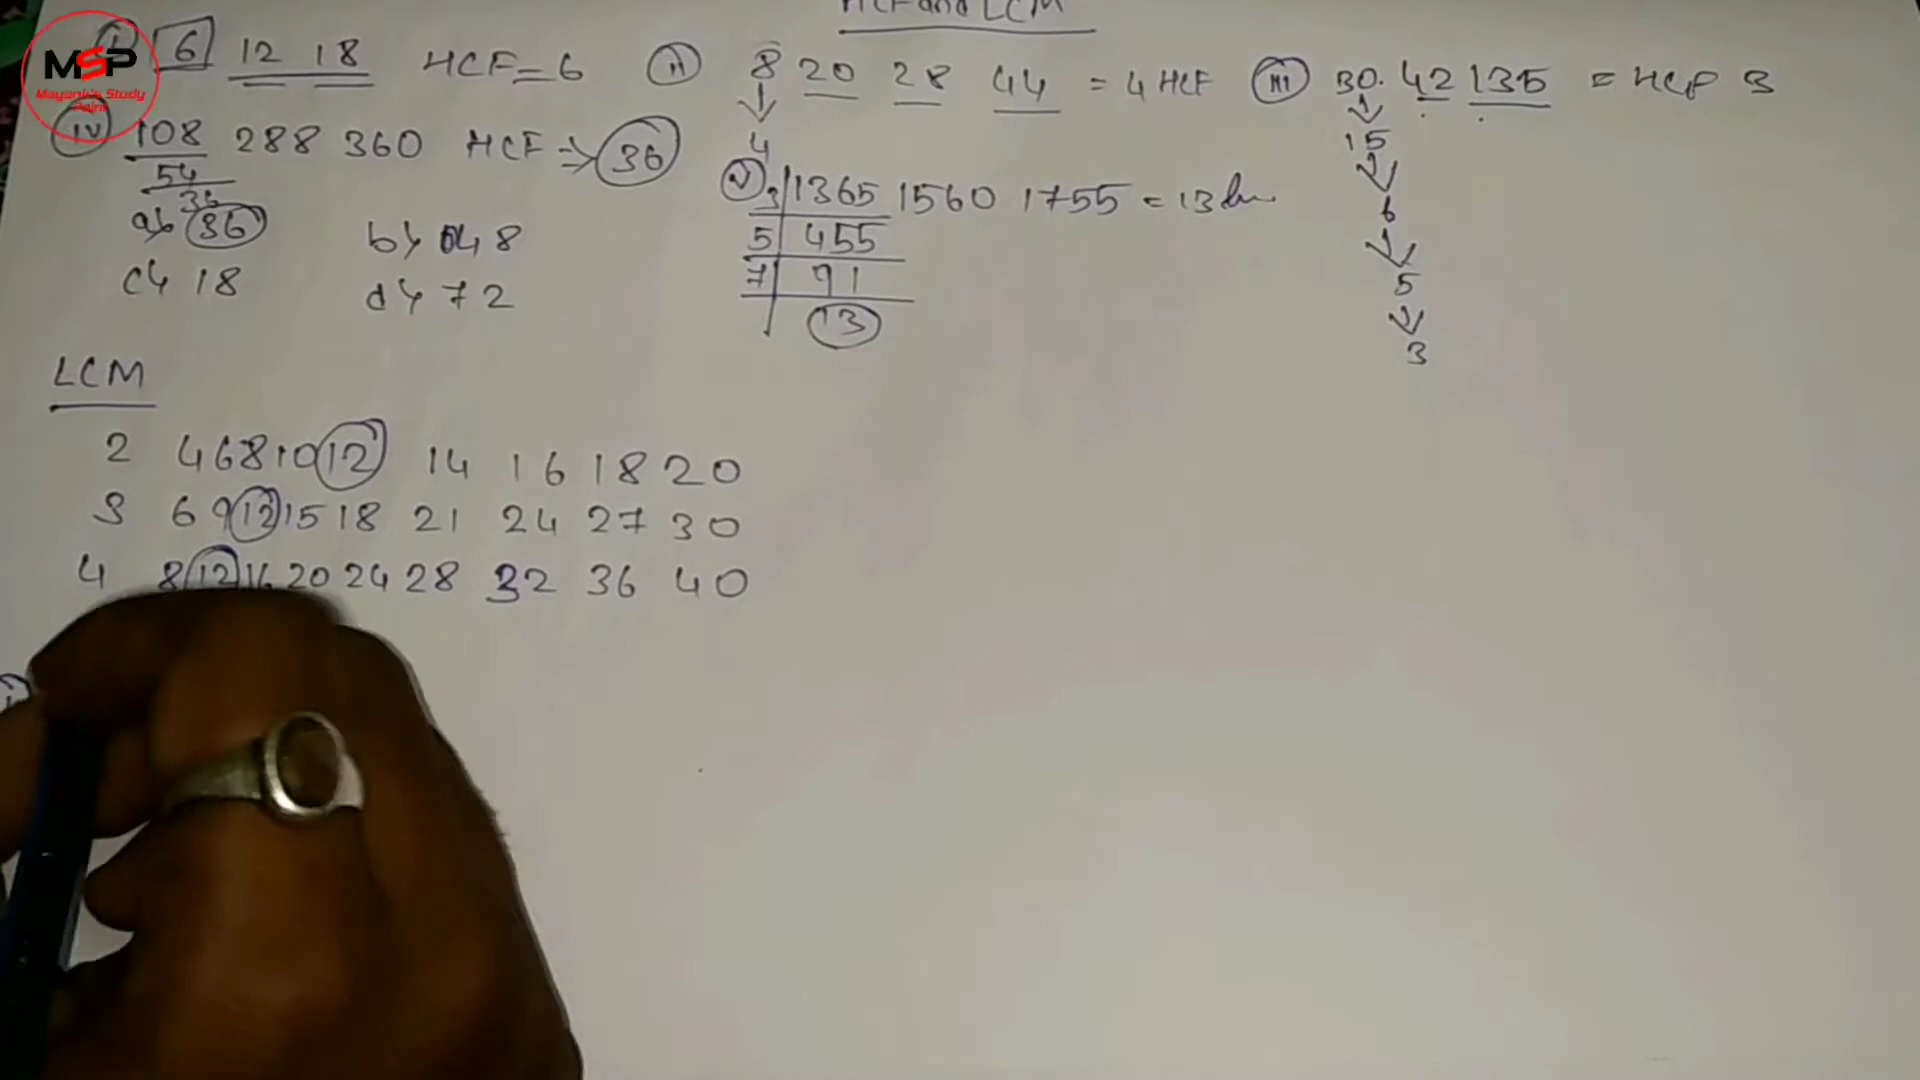 HCF and LCM
MSP
Mayank's Study Point
I 6 12 18 HCF=6
II 8 20 28 44 = 4 HCF
4
III 30. 42 135 = HCF 3
15
6
5
3
IV 108 288 360 HCF ⇒ 36
54
36
a) 36 b) 48
c) 18 d) 72
V 3 1365 1560 1755 = 13
5 455
7 91
13
LCM
2 4 6 8 10 12 14 16 18 20
3 6 9 12 15 18 21 24 27 30
4 8 12 16 20 24 28 32 36 40